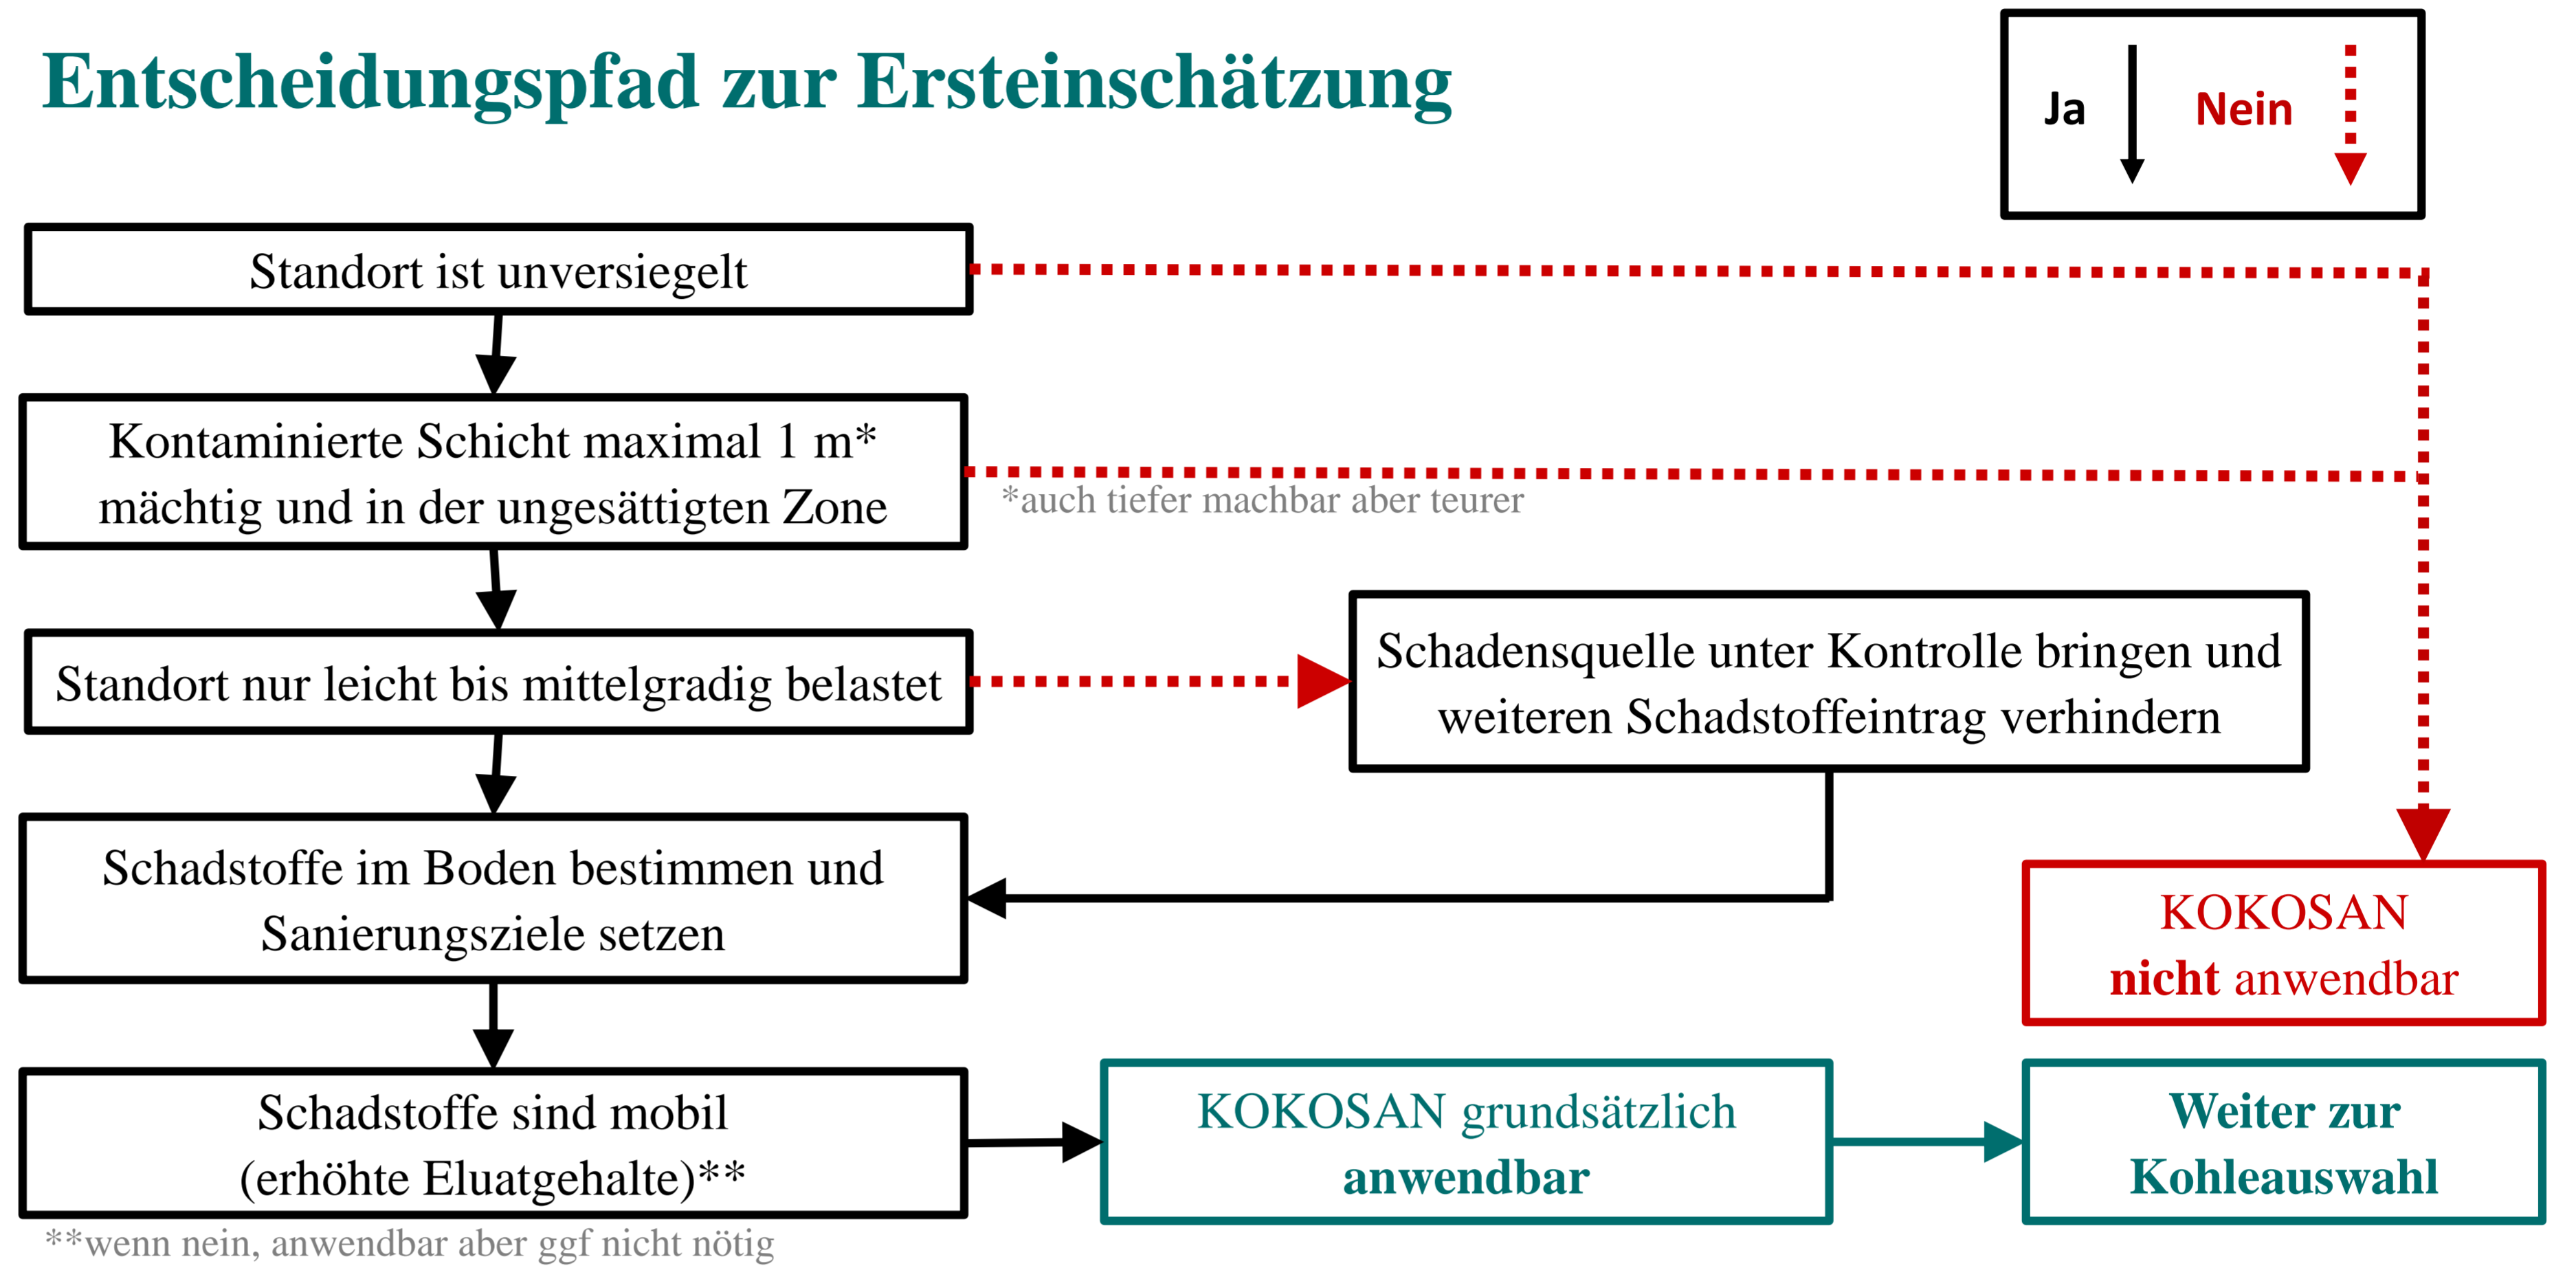 Entscheidungspfad zur Ersteinschätzung
Ja
Nein
Standort ist unversiegelt
Kontaminierte Schicht maximal 1 m*
mächtig und in der ungesättigten Zone
*auch tiefer machbar aber teurer
Standort nur leicht bis mittelgradig belastet
Schadensquelle unter Kontrolle bringen und
weiteren Schadstoffeintrag verhindern
Schadstoffe im Boden bestimmen und
Sanierungsziele setzen
KOKOSAN
nicht anwendbar
Schadstoffe sind mobil
(erhöhte Eluatgehalte)**
**wenn nein, anwendbar aber ggf nicht nötig
KOKOSAN grundsätzlich
anwendbar
Weiter zur
Kohleauswahl